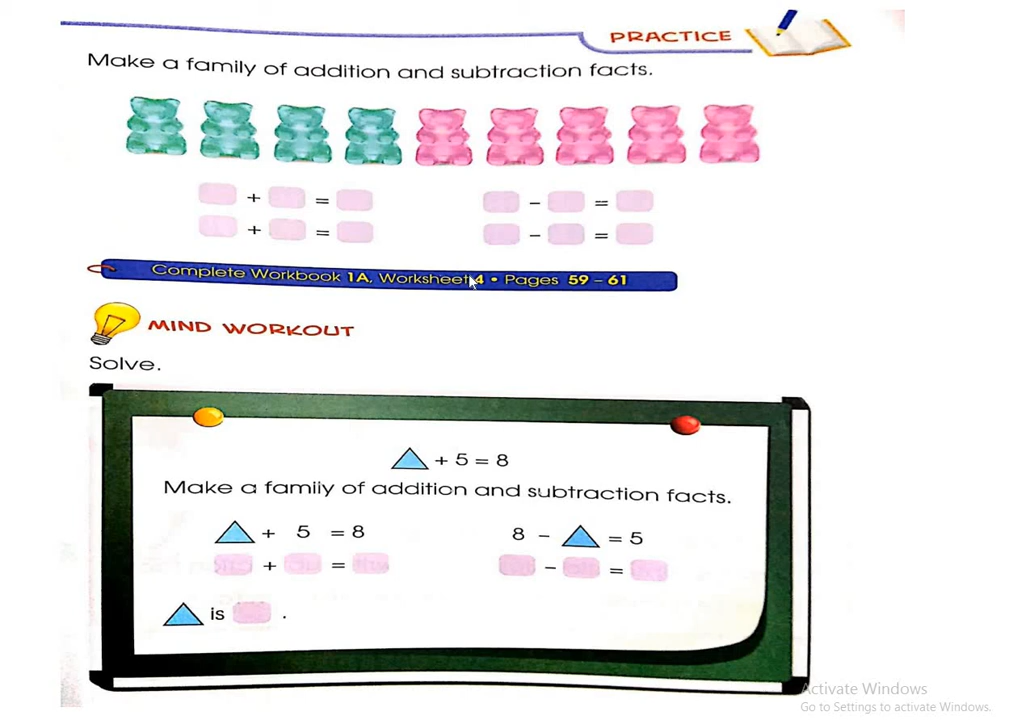 PRACTICE
Make a family of addition and subtraction facts.
+ = - =
+ = - =
Complete Workbook 1A, Worksheet 4 • Pages 59 – 61
MIND WORKOUT
Solve.
+ 5 = 8
Make a family of addition and subtraction facts.
+ 5 = 8 8 - = 5
+ = - =
is .
Activate Windows
Go to Settings to activate Windows.